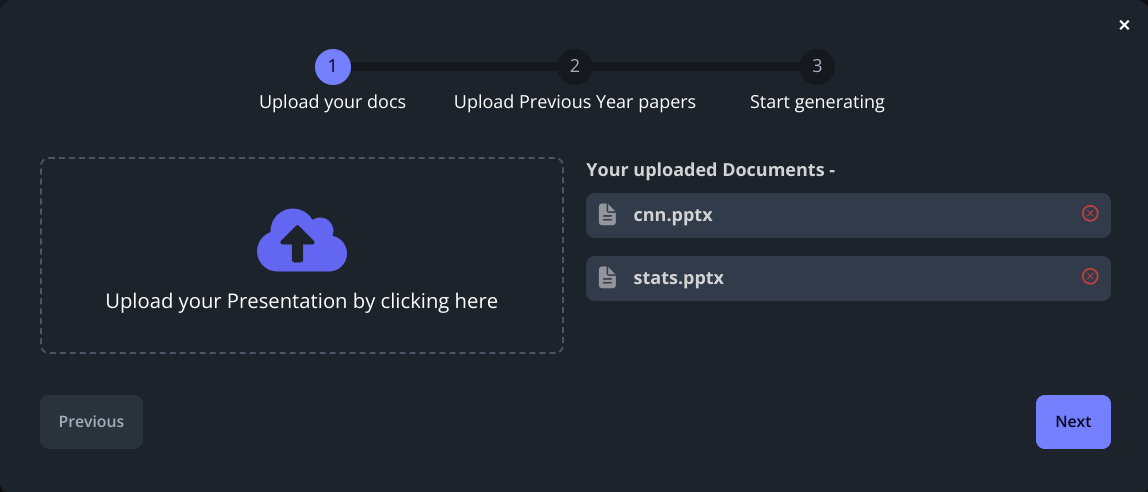 ×
1
2
3
Upload your docs
Upload Previous Year papers
Start generating
Upload your Presentation by clicking here
Your uploaded Documents -
cnn.pptx
stats.pptx
Previous
Next